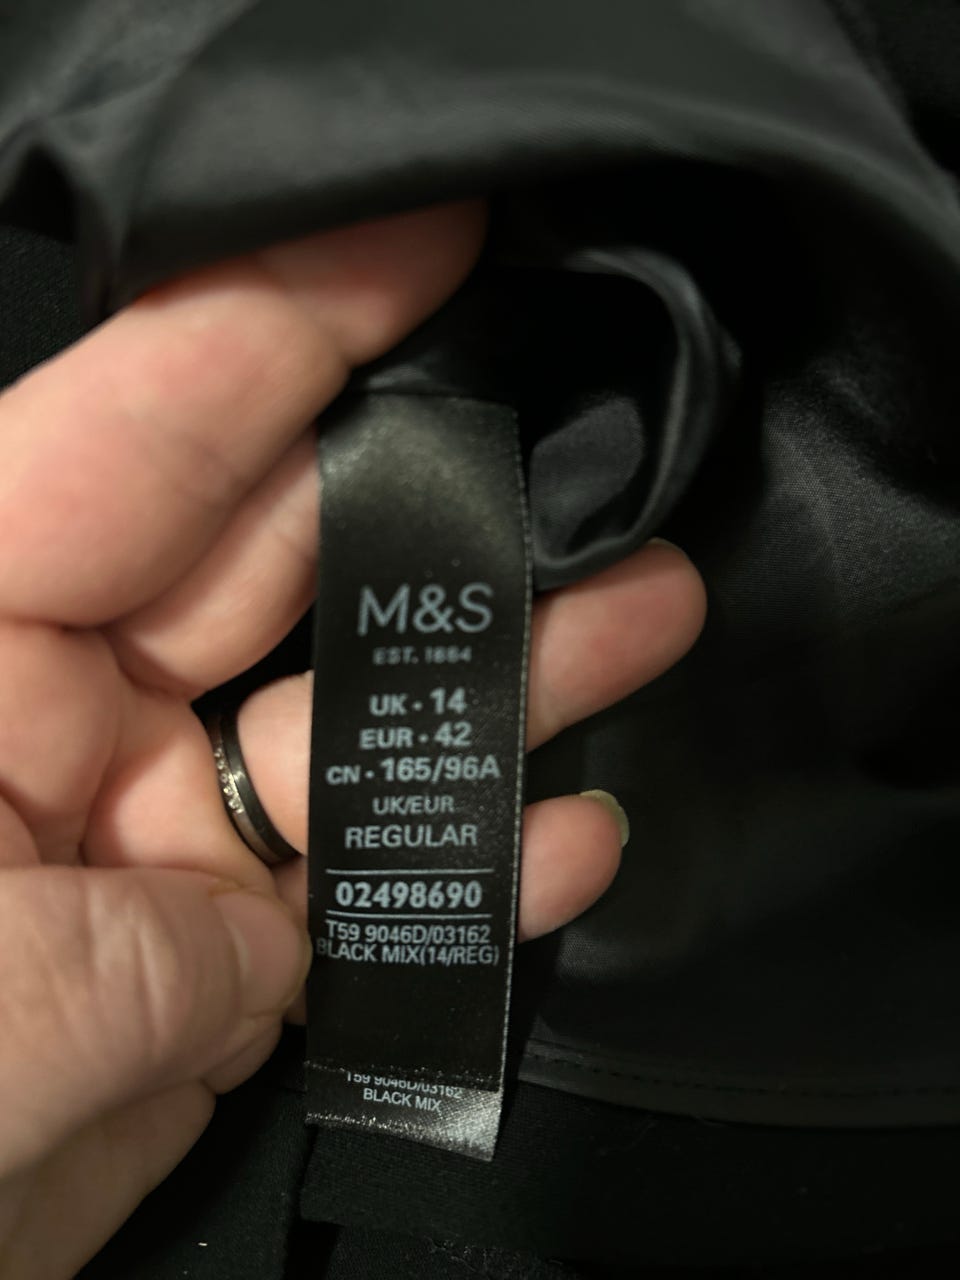 M&S
EST. 1884
UK • 14
EUR • 42
CN • 165/96A
UK/EUR
REGULAR
02498690
T59 9046D/03162
BLACK MIX(14/REG)
T59 9046D/03162
BLACK MIX